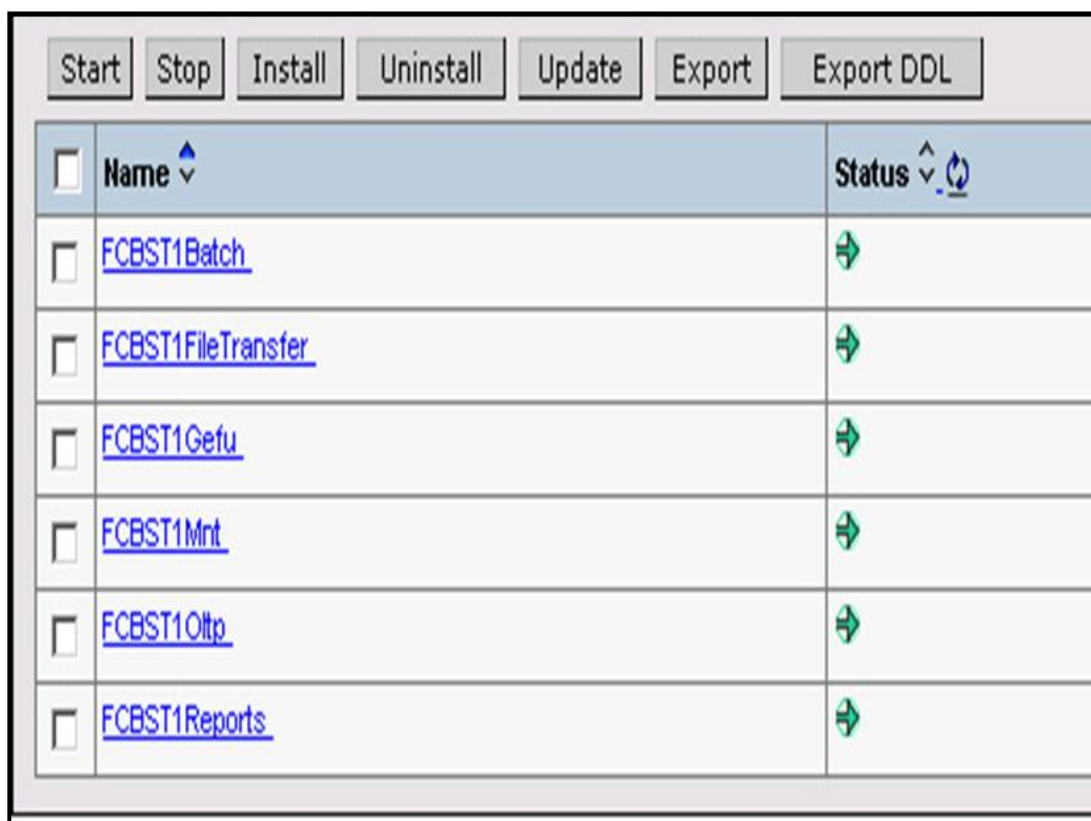 Start Stop Install Uninstall Update Export Export DDL
Name Status
FCBST1Batch
FCBST1FileTransfer
FCBST1Gefu
FCBST1Mnt
FCBST1Oltp
FCBST1Reports